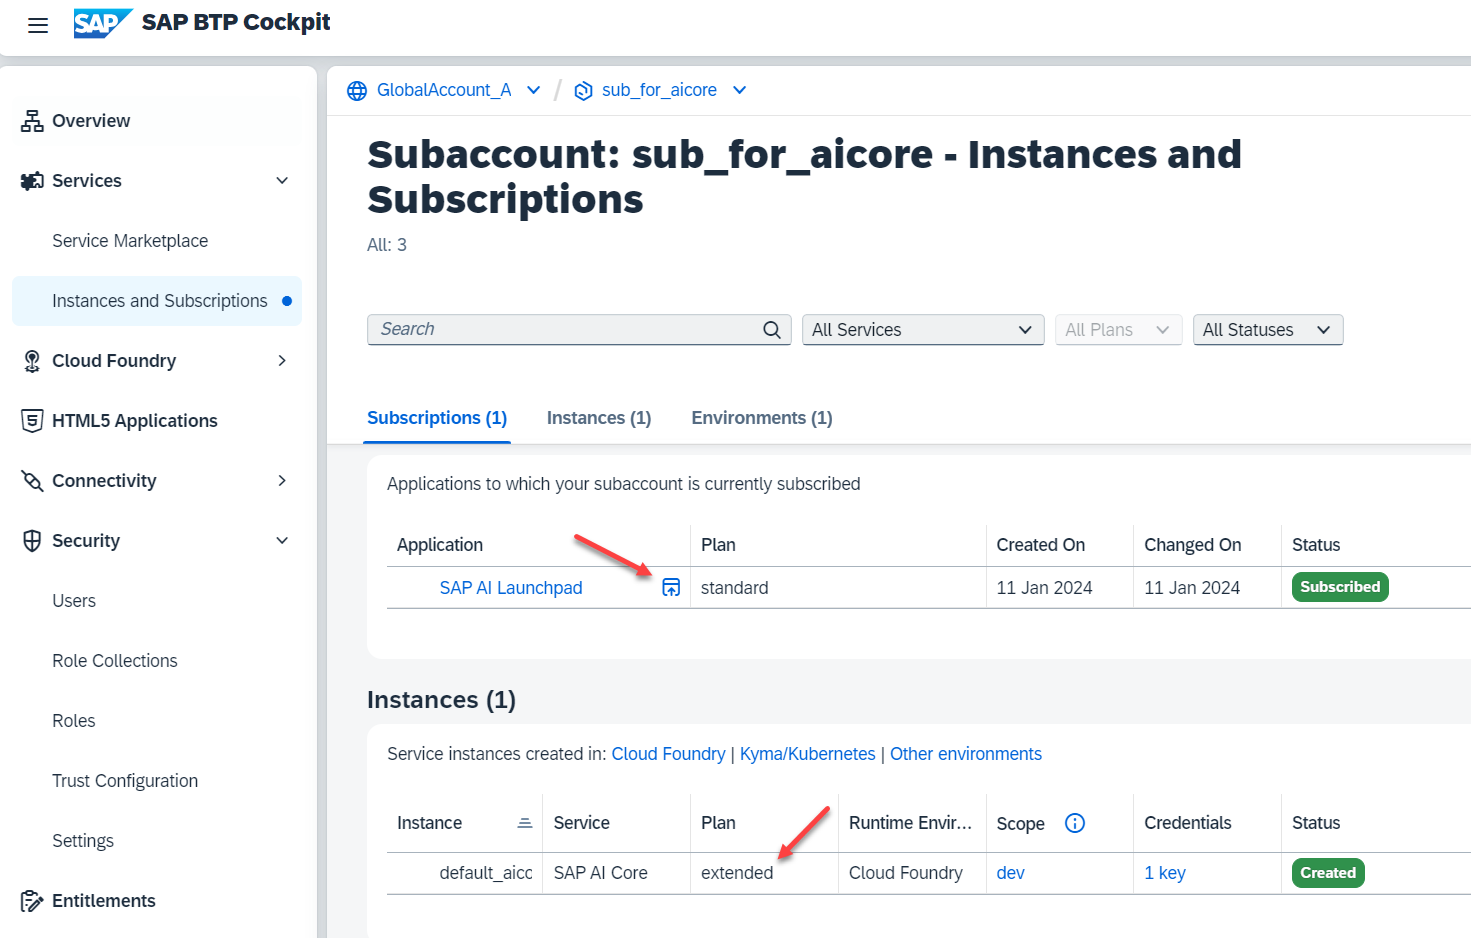 SAP SAP BTP Cockpit
Overview
Services
Service Marketplace
Instances and Subscriptions
Cloud Foundry
HTML5 Applications
Connectivity
Security
Users
Role Collections
Roles
Trust Configuration
Settings
Entitlements
GlobalAccount_A / sub_for_aicore
Subaccount: sub_for_aicore - Instances and
Subscriptions
All: 3
Search All Services All Plans All Statuses
Subscriptions (1) Instances (1) Environments (1)
Applications to which your subaccount is currently subscribed
Application Plan Created On Changed On Status
SAP AI Launchpad standard 11 Jan 2024 11 Jan 2024 Subscribed
Instances (1)
Service instances created in: Cloud Foundry | Kyma/Kubernetes | Other environments
Instance Service Plan Runtime Envir... Scope Credentials Status
default_aicc SAP AI Core extended Cloud Foundry dev 1 key Created